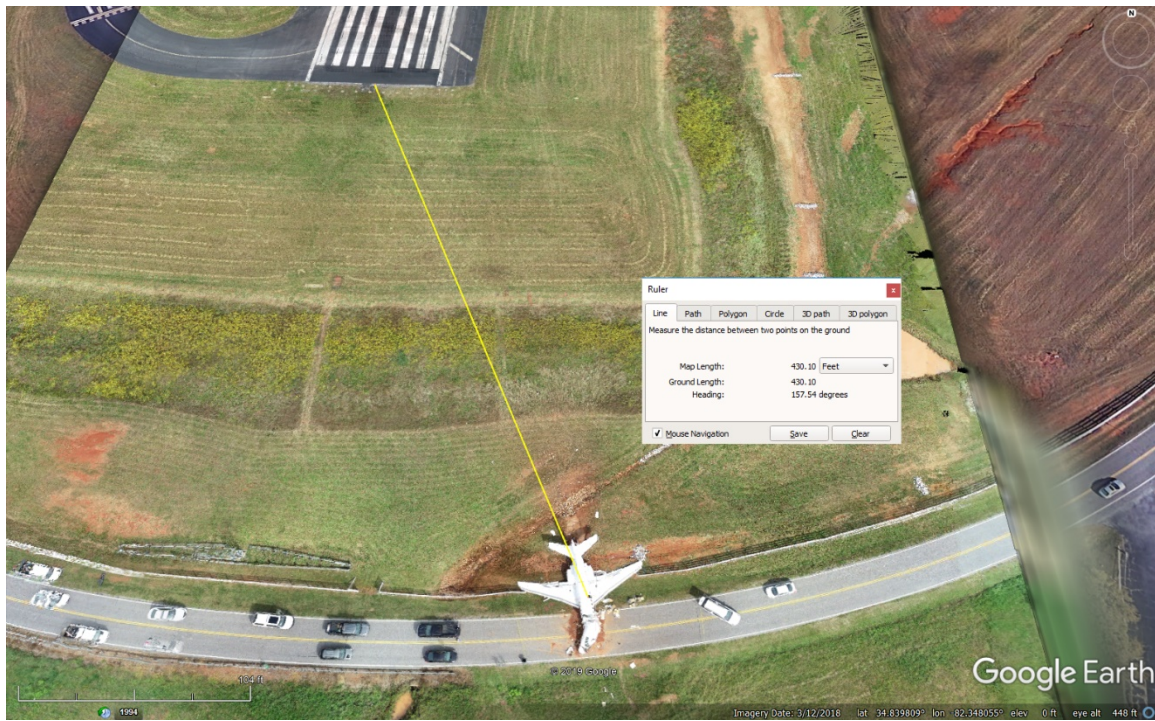 N
Ruler
x
Line Path Polygon Circle 3D path 3D polygon
Measure the distance between two points on the ground
Map Length: 430.10 Feet
Ground Length: 430.10
Heading: 157.54 degrees
Mouse Navigation Save Clear
© 2019 Google
104 ft
Google Earth
1994
Imagery Date: 3/12/2018 lat 34.839809° lon 82.348055° elev 0 ft eye alt 448 ft